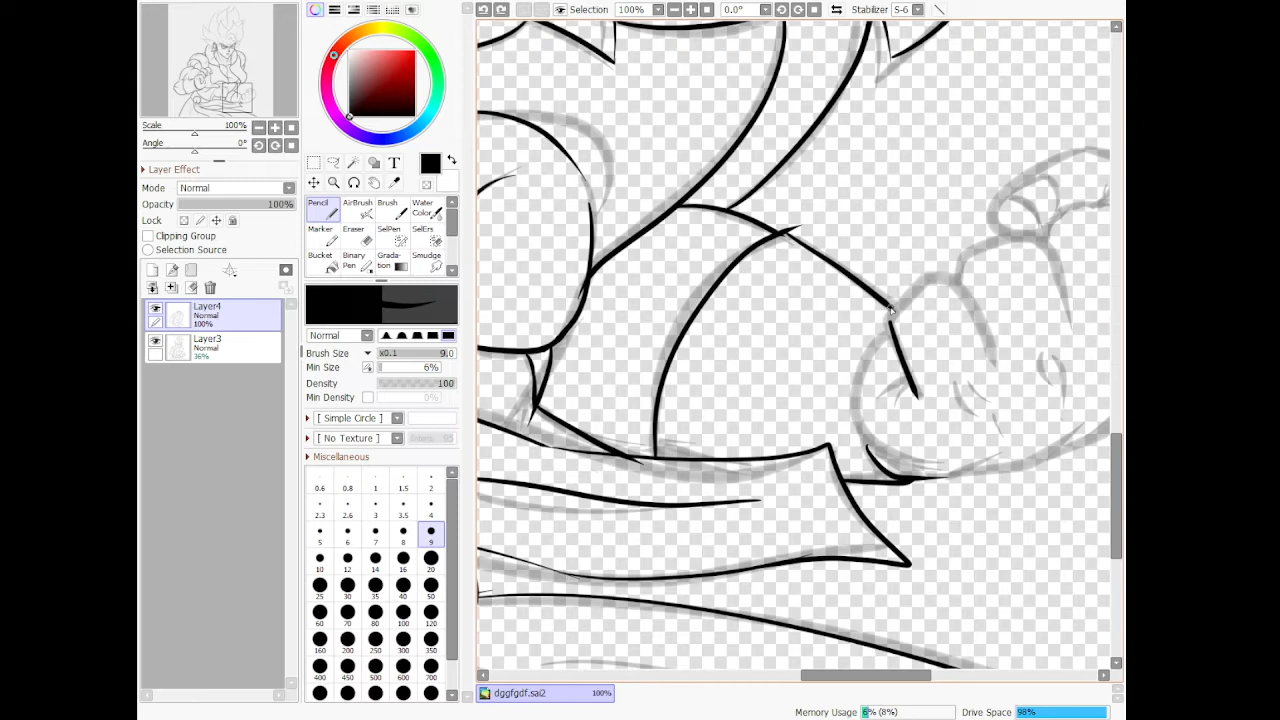 Selection 100% 0.0° Stabilizer S-6
Scale 100%
Angle 0°
Layer Effect
Mode Normal
Opacity 100%
Lock
Clipping Group
Selection Source
Layer4
Normal
100%
Layer3
Normal
36%
T
Pencil AirBrush Brush Water Color
Marker Eraser SelPen SelErs
Bucket Binary Pen Grada-tion Smudge
Normal
Brush Size x0.1 9.0
Min Size 6%
Density 100
Min Density 0%
[ Simple Circle ]
[ No Texture ] 95
Miscellaneous
0.6 0.8 1 1.5 2
2.3 2.6 3 3.5 4
5 6 7 8 9
10 12 14 16 20
25 30 35 40 50
60 70 80 100 120
160 200 250 300 350
400 450 500 600 700
dggfgdf.sai2 100%
Memory Usage 6% (8%) Drive Space 98%